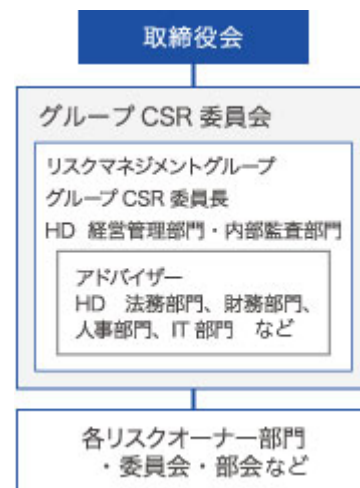 取締役会
グループ CSR 委員会
リスクマネジメントグループ
グループ CSR 委員長
HD 経営管理部門・内部監査部門
アドバイザー
HD 法務部門、財務部門、
人事部門、IT 部門 など
各リスクオーナー部門
・委員会・部会など